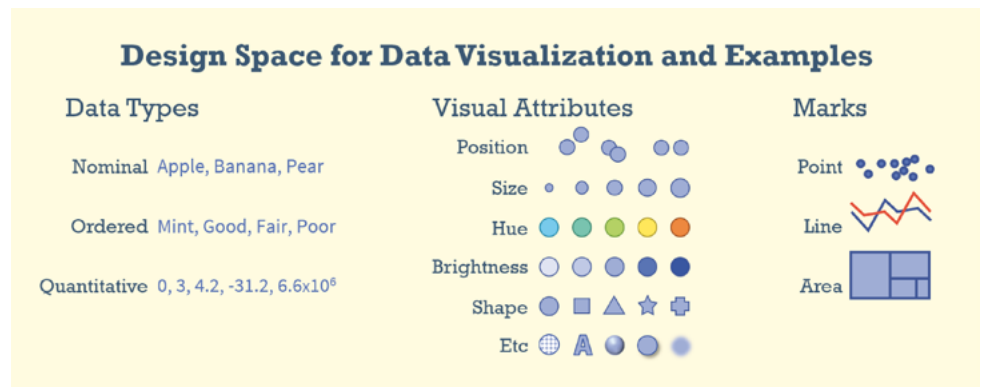 Design Space for Data Visualization and Examples
Data Types
Nominal Apple, Banana, Pear
Ordered Mint, Good, Fair, Poor
Quantitative 0, 3, 4.2, -31.2, 6.6x10⁶
Visual Attributes
Position
Size
Hue
Brightness
Shape
Etc A
Marks
Point
Line
Area